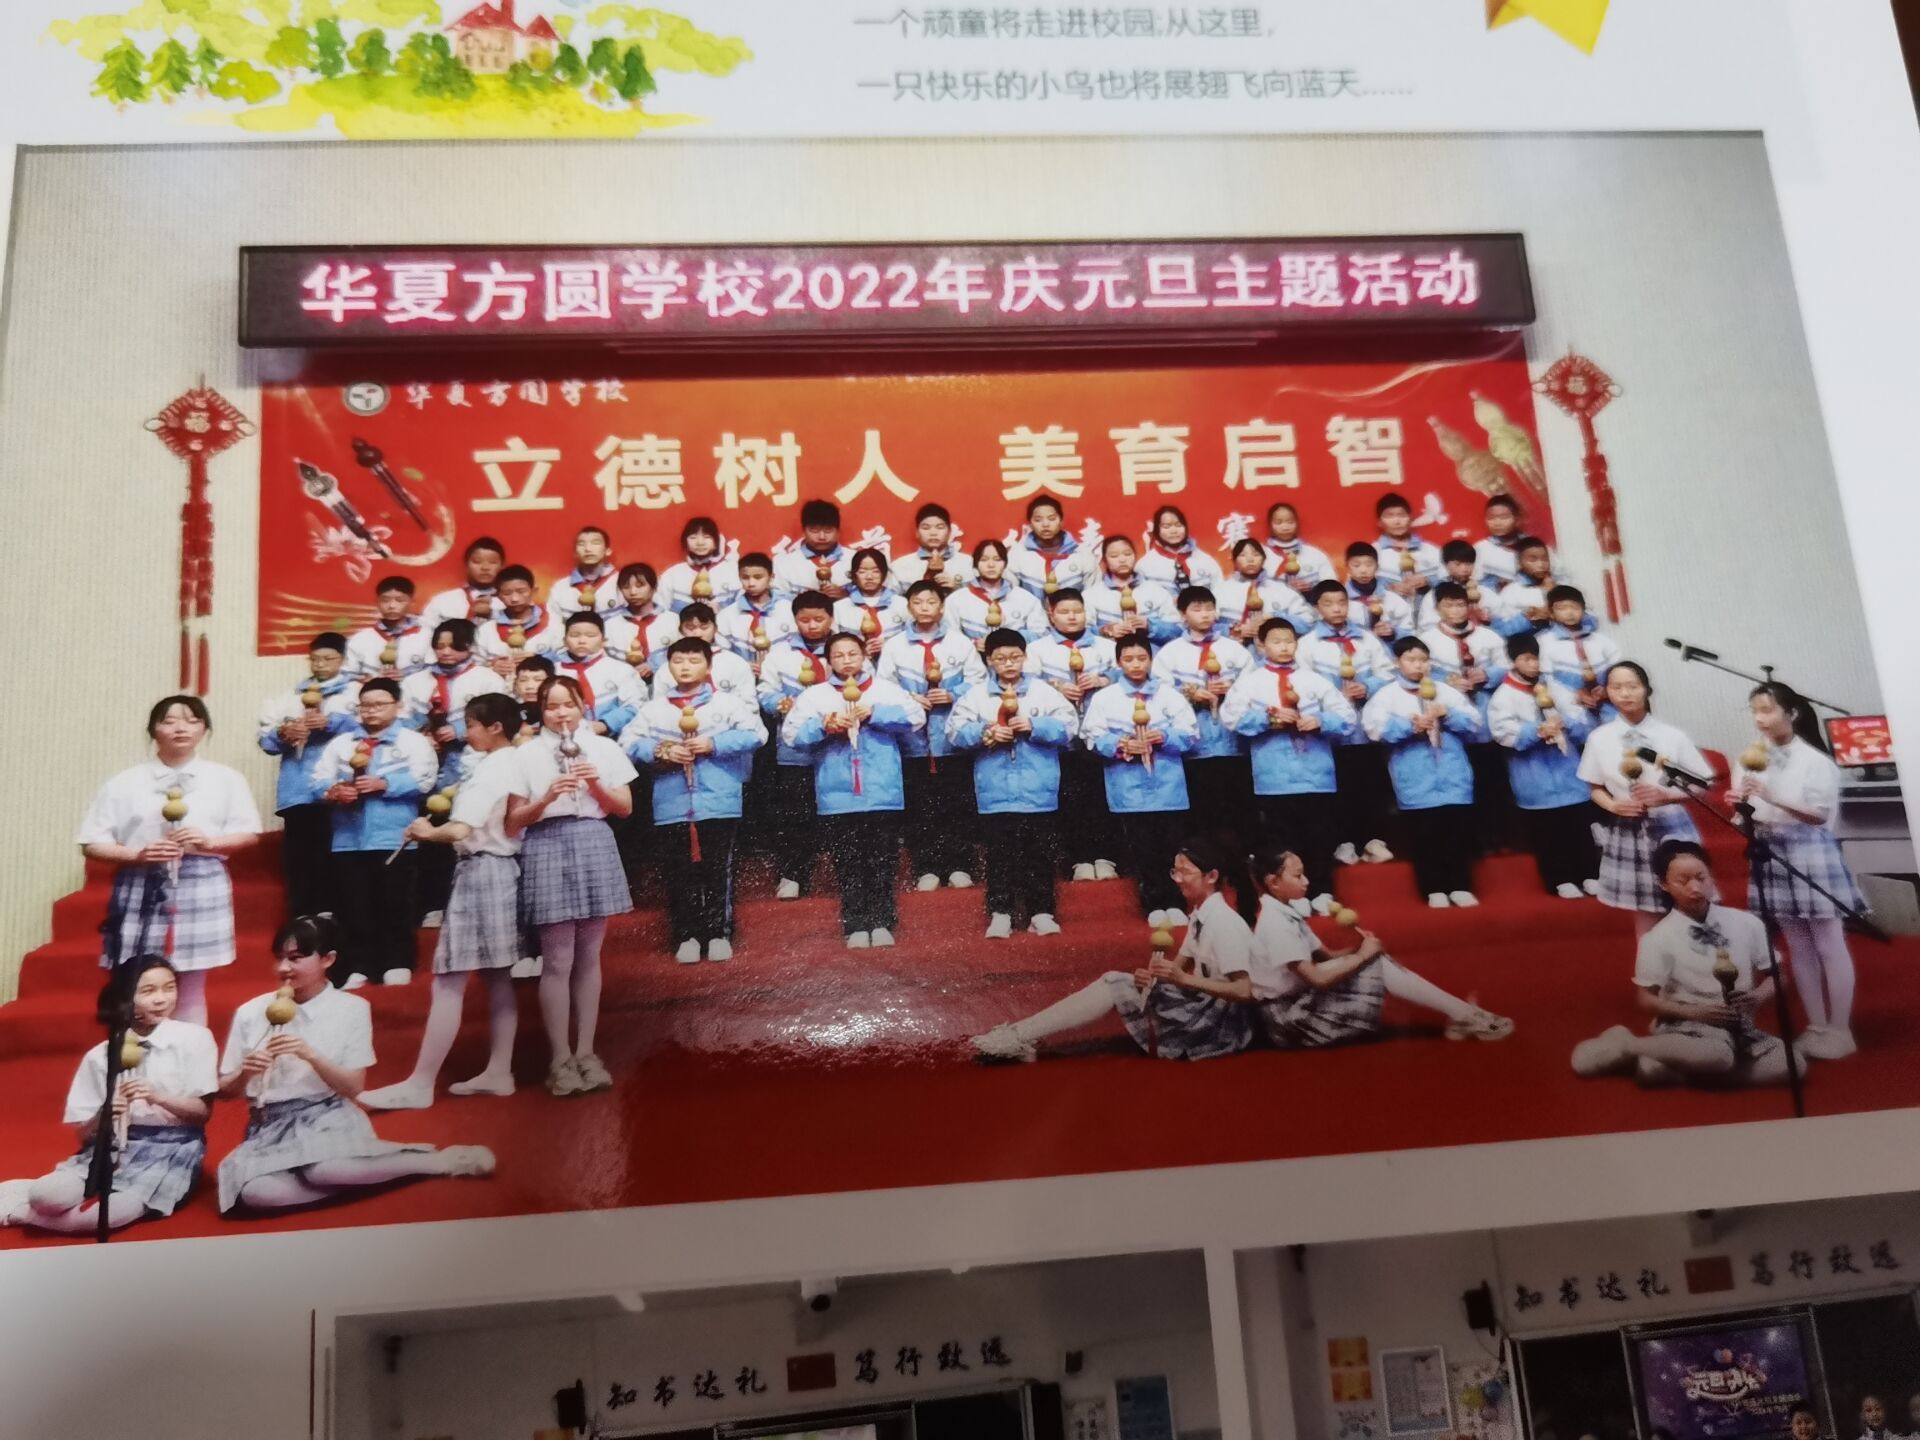 一个顽童将走进校园;从这里，
一只快乐的小鸟也将展翅飞向蓝天......
华夏方圆学校2022年庆元旦主题活动
华夏方圆学校
立德树人 美育启智
知书达礼 笃行致远
知书达礼 笃行致远
元旦